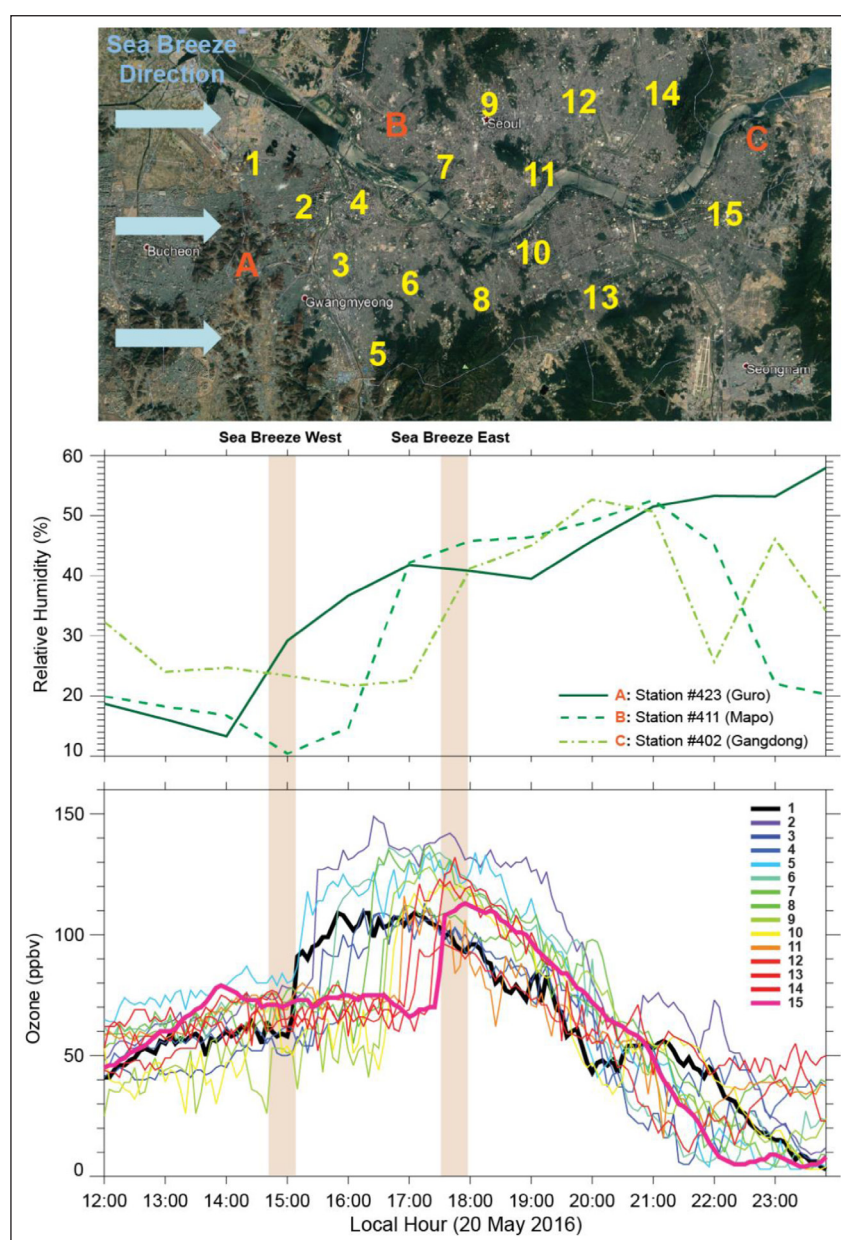 Sea Breeze
Direction
1
2
3
4
5
6
7
8
9
10
11
12
13
14
15
A
B
C
Seoul
Bucheon
Gwangmyeong
Seongnam
Sea Breeze West
Sea Breeze East
Relative Humidity (%)
60
50
40
30
20
10
A: Station #423 (Guro)
B: Station #411 (Mapo)
C: Station #402 (Gangdong)
Ozone (ppbv)
150
100
50
0
1
2
3
4
5
6
7
8
9
10
11
12
13
14
15
12:00 13:00 14:00 15:00 16:00 17:00 18:00 19:00 20:00 21:00 22:00 23:00
Local Hour (20 May 2016)